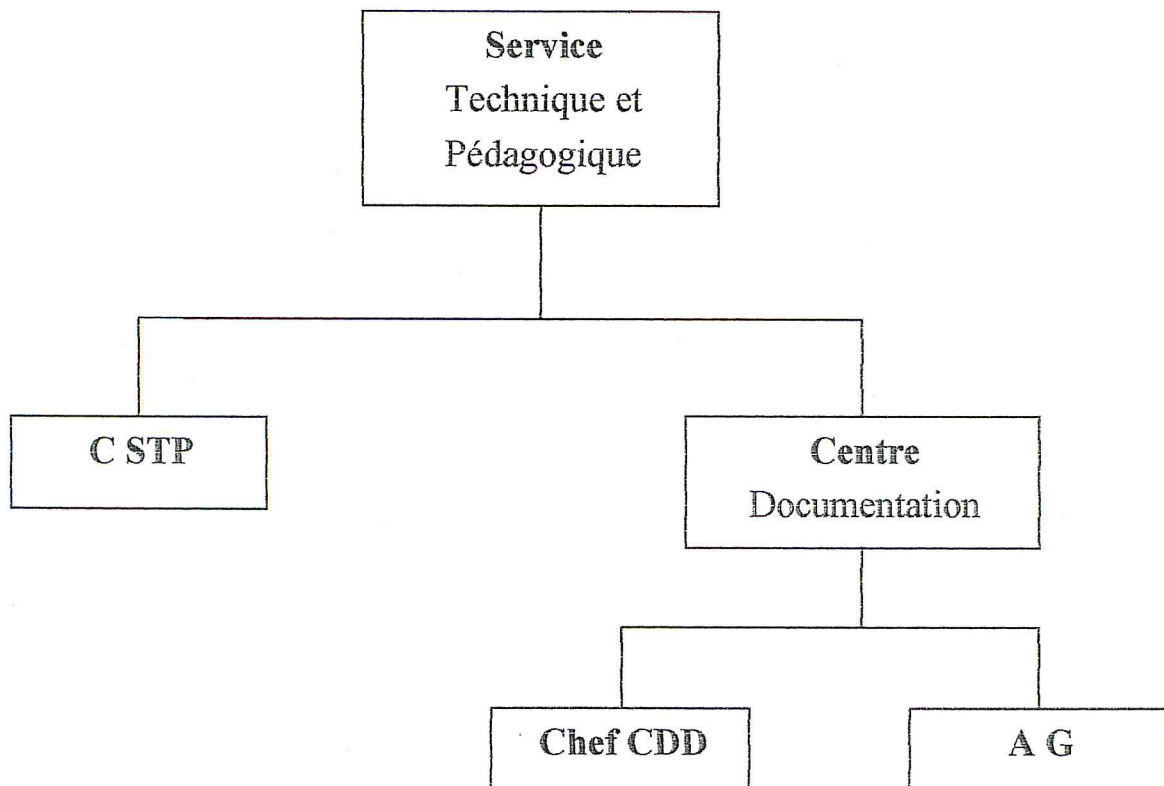 Service
Technique et
Pédagogique
C STP
Centre
Documentation
Chef CDD
A G